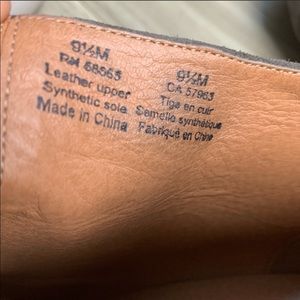 9½M
RN 56565
Leather upper
Synthetic sole
Made in China
9½M
CA 57963
Tige en cuir
Semelle synthétique
Fabriqué en Chine